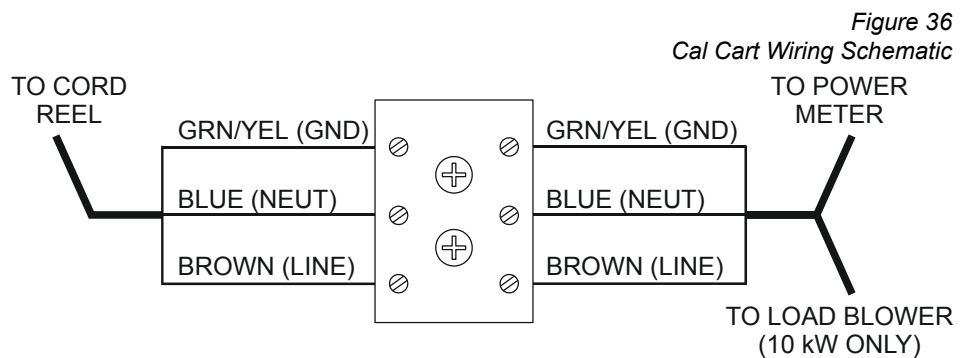 Figure 36
Cal Cart Wiring Schematic
TO CORD
REEL
TO POWER
METER
GRN/YEL (GND)
GRN/YEL (GND)
BLUE (NEUT)
BLUE (NEUT)
BROWN (LINE)
BROWN (LINE)
TO LOAD BLOWER
(10 kW ONLY)